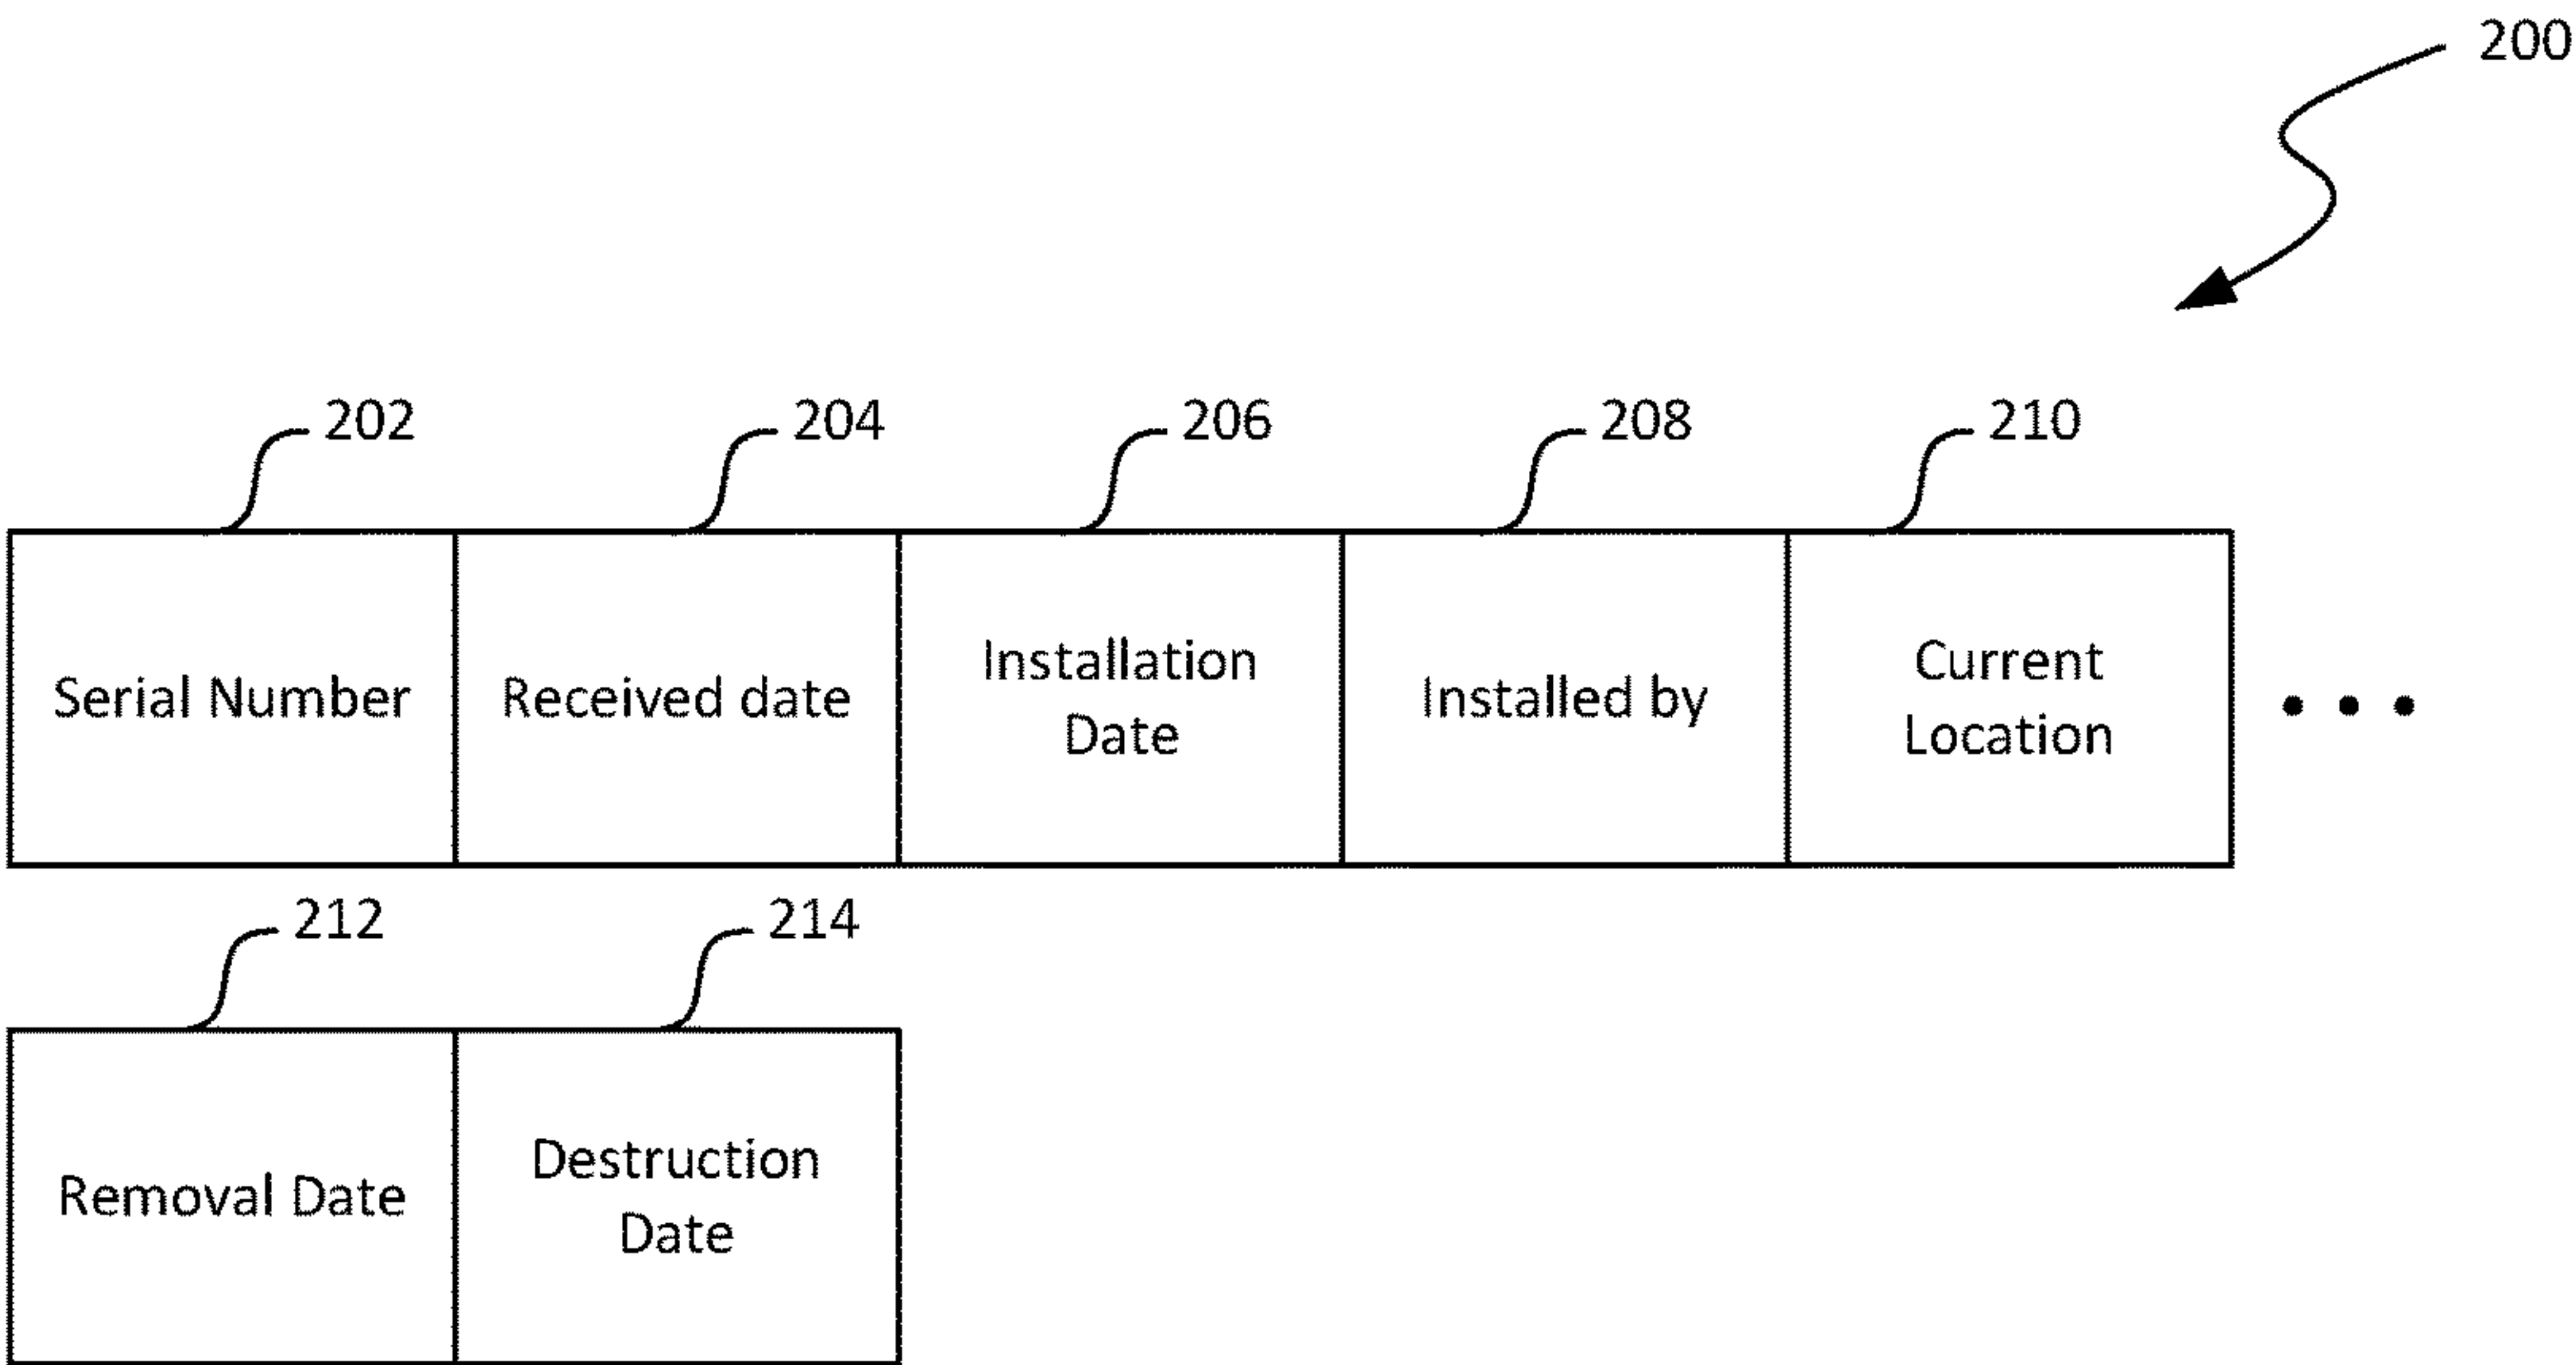 200
202
204
206
208
210
Serial Number
Received date
Installation
Date
Installed by
Current
Location
• • •
212
214
Removal Date
Destruction
Date